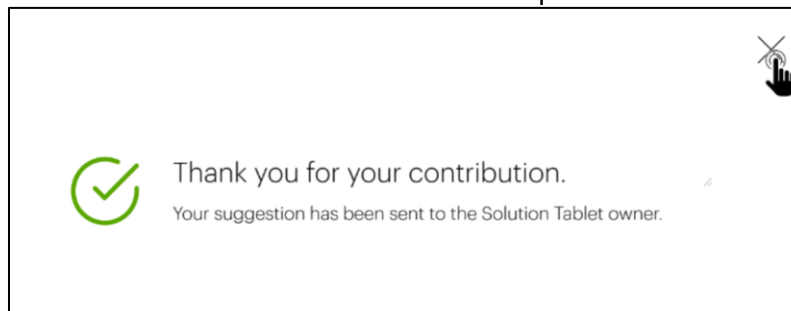 Thank you for your contribution.
Your suggestion has been sent to the Solution Tablet owner.